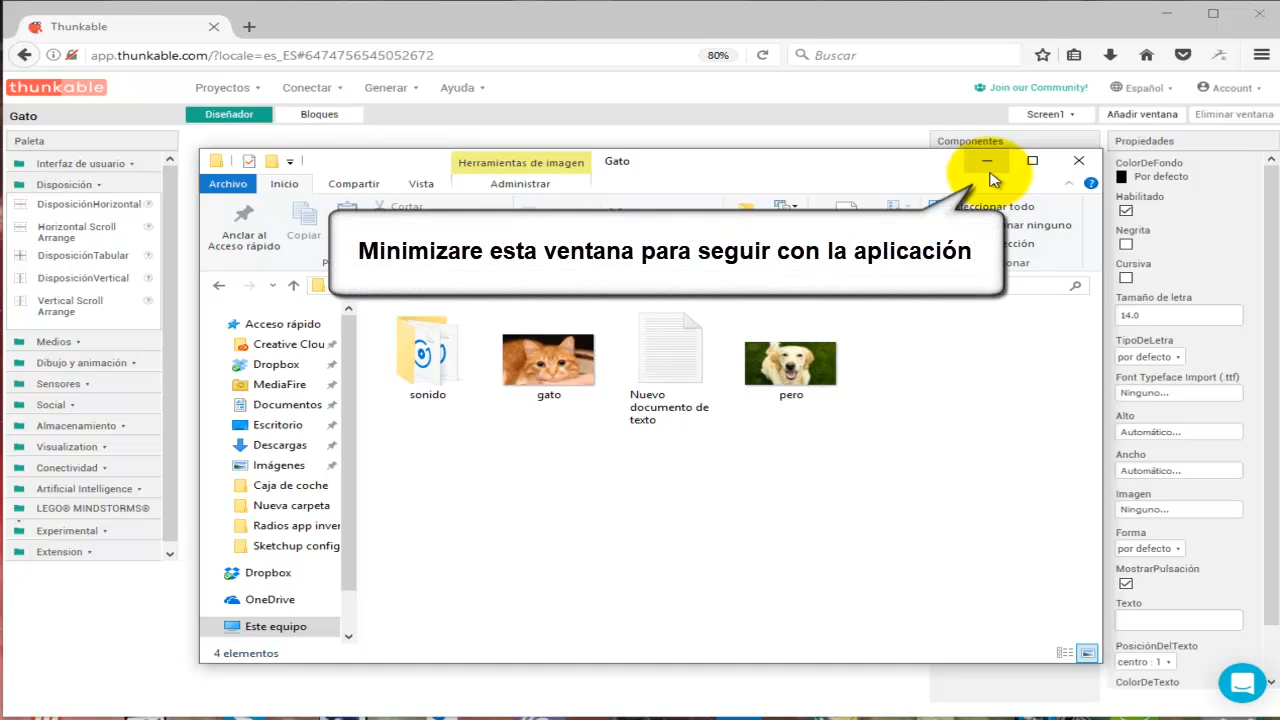 Thunkable
app.thunkable.com/?locale=es_ES#6474756545052672
80%
Buscar
thunkable
Proyectos
Conectar
Generar
Ayuda
Join our Community!
Español
Account
Gato
Diseñador
Bloques
Screen1
Añadir ventana
Eliminar ventana
Paleta
Interfaz de usuario
Disposición
DisposiciónHorizontal
Horizontal Scroll
Arrange
DisposiciónTabular
DisposiciónVertical
Vertical Scroll
Arrange
Medios
Dibujo y animación
Sensores
Social
Almacenamiento
Visualization
Conectividad
Artificial Intelligence
LEGO® MINDSTORMS®
Experimental
Extension
Componentes
Herramientas de imagen
Gato
Archivo
Inicio
Compartir
Vista
Administrar
Anclar al
Acceso rápido
Copiar
Cortar
eleccionar todo
nar ninguno
cción
onar
Minimizare esta ventana para seguir con la aplicación
Acceso rápido
Creative Clou
Dropbox
MediaFire
Documentos
Escritorio
Descargas
Imágenes
Caja de coche
Nueva carpeta
Radios app inver
Sketchup config
Dropbox
OneDrive
Este equipo
sonido
gato
Nuevo
documento de
texto
pero
4 elementos
Propiedades
ColorDeFondo
Por defecto
Habilitado
Negrita
Cursiva
Tamaño de letra
14.0
TipoDeLetra
por defecto
Font Typeface Import (.ttf)
Ninguno...
Alto
Automático...
Ancho
Automático...
Imagen
Ninguno...
Forma
por defecto
MostrarPulsación
Texto
PosiciónDelTexto
centro : 1
ColorDeTexto